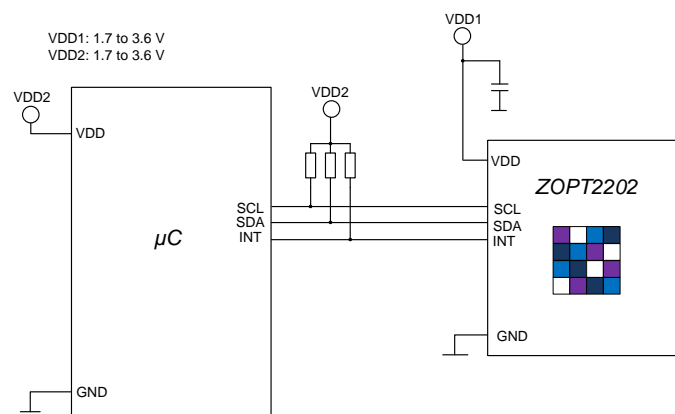 VDD1: 1.7 to 3.6 V
VDD2: 1.7 to 3.6 V
VDD1
VDD2
VDD2
VDD
VDD
ZOPT2202
µC
SCL
SDA
INT
SCL
SDA
INT
GND
GND